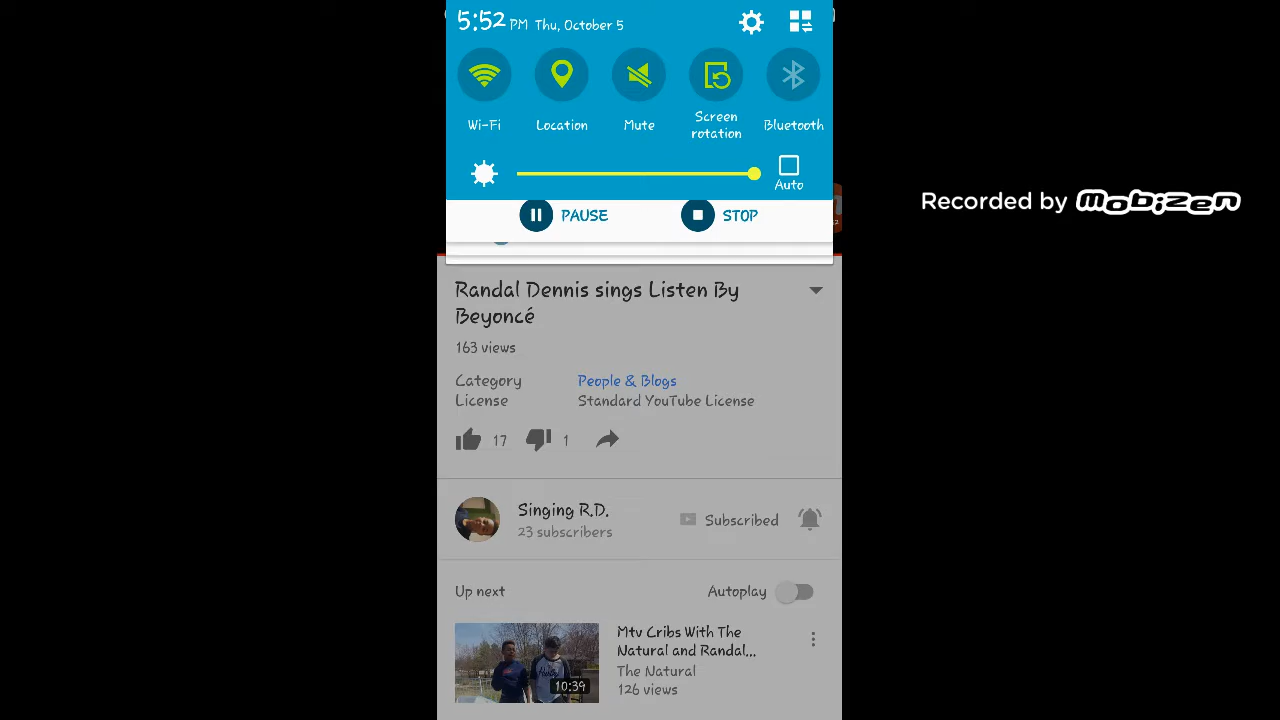 5:52 PM Thu, October 5
Wi-Fi
Location
Mute
Screen
rotation
Bluetooth
Auto
PAUSE
STOP
Recorded by mobizen
Randal Dennis sings Listen By
Beyoncé
163 views
Category People & Blogs
License Standard YouTube License
17
1
Singing R.D.
23 subscribers
Subscribed
Up next
Autoplay
Mtv Cribs With The
Natural and Randal...
The Natural
126 views
10:39